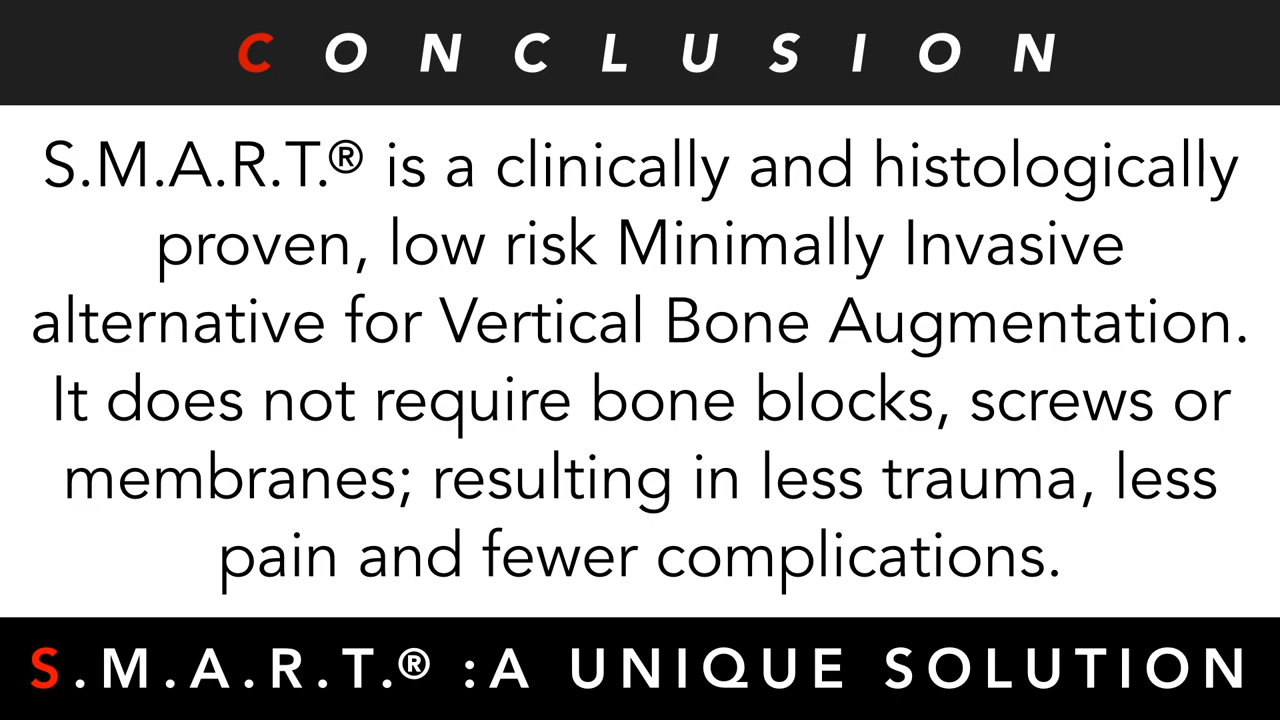 CONCLUSION
S.M.A.R.T.® is a clinically and histologically
proven, low risk Minimally Invasive
alternative for Vertical Bone Augmentation.
It does not require bone blocks, screws or
membranes; resulting in less trauma, less
pain and fewer complications.
S.M.A.R.T.® :A UNIQUE SOLUTION